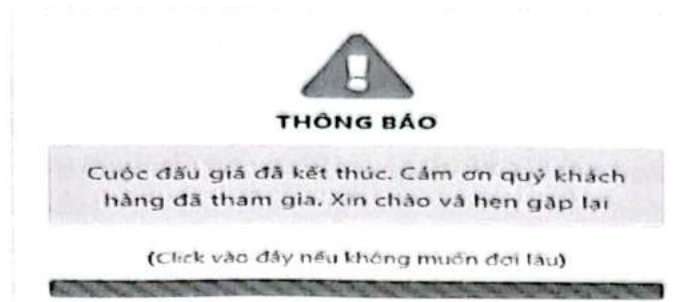 THÔNG BÁO
Cuộc đấu giá đã kết thúc. Cảm ơn quý khách
hàng đã tham gia. Xin chào và hẹn gặp lại
(Click vào đây nếu không muốn đợi lâu)